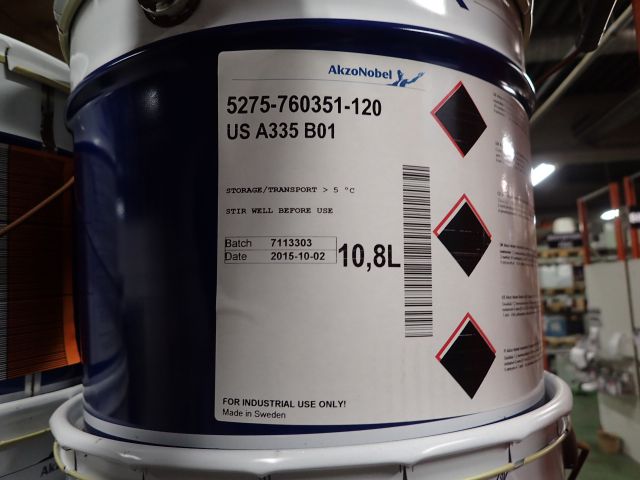 AkzoNobel
5275-760351-120
US A335 B01
STORAGE/TRANSPORT > 5 °C
STIR WELL BEFORE USE
Batch 7113303
Date 2015-10-02
10,8L
FOR INDUSTRIAL USE ONLY!
Made in Sweden